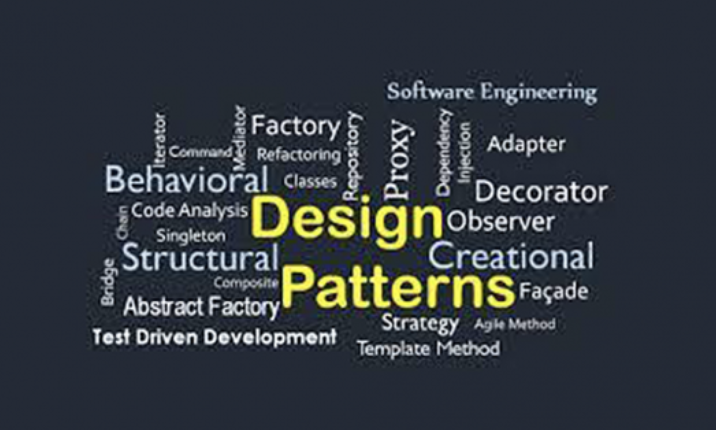 Software Engineering
Iterator
Command
Mediator
Factory
Refactoring
Repository
Proxy
Dependency
Injection
Adapter
Behavioral
Classes
Decorator
Chain
Code Analysis
Singleton
Design
Observer
Structural
Creational
Bridge
Composite
Patterns
Façade
Abstract Factory
Strategy
Agile Method
Test Driven Development
Template Method